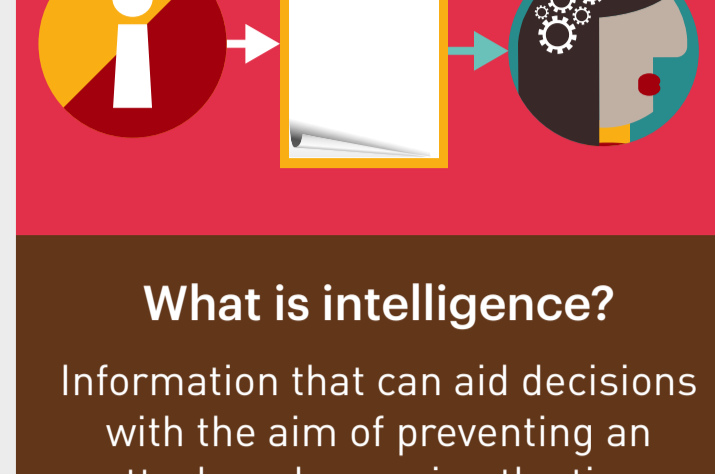 What is intelligence?
Information that can aid decisions
with the aim of preventing an